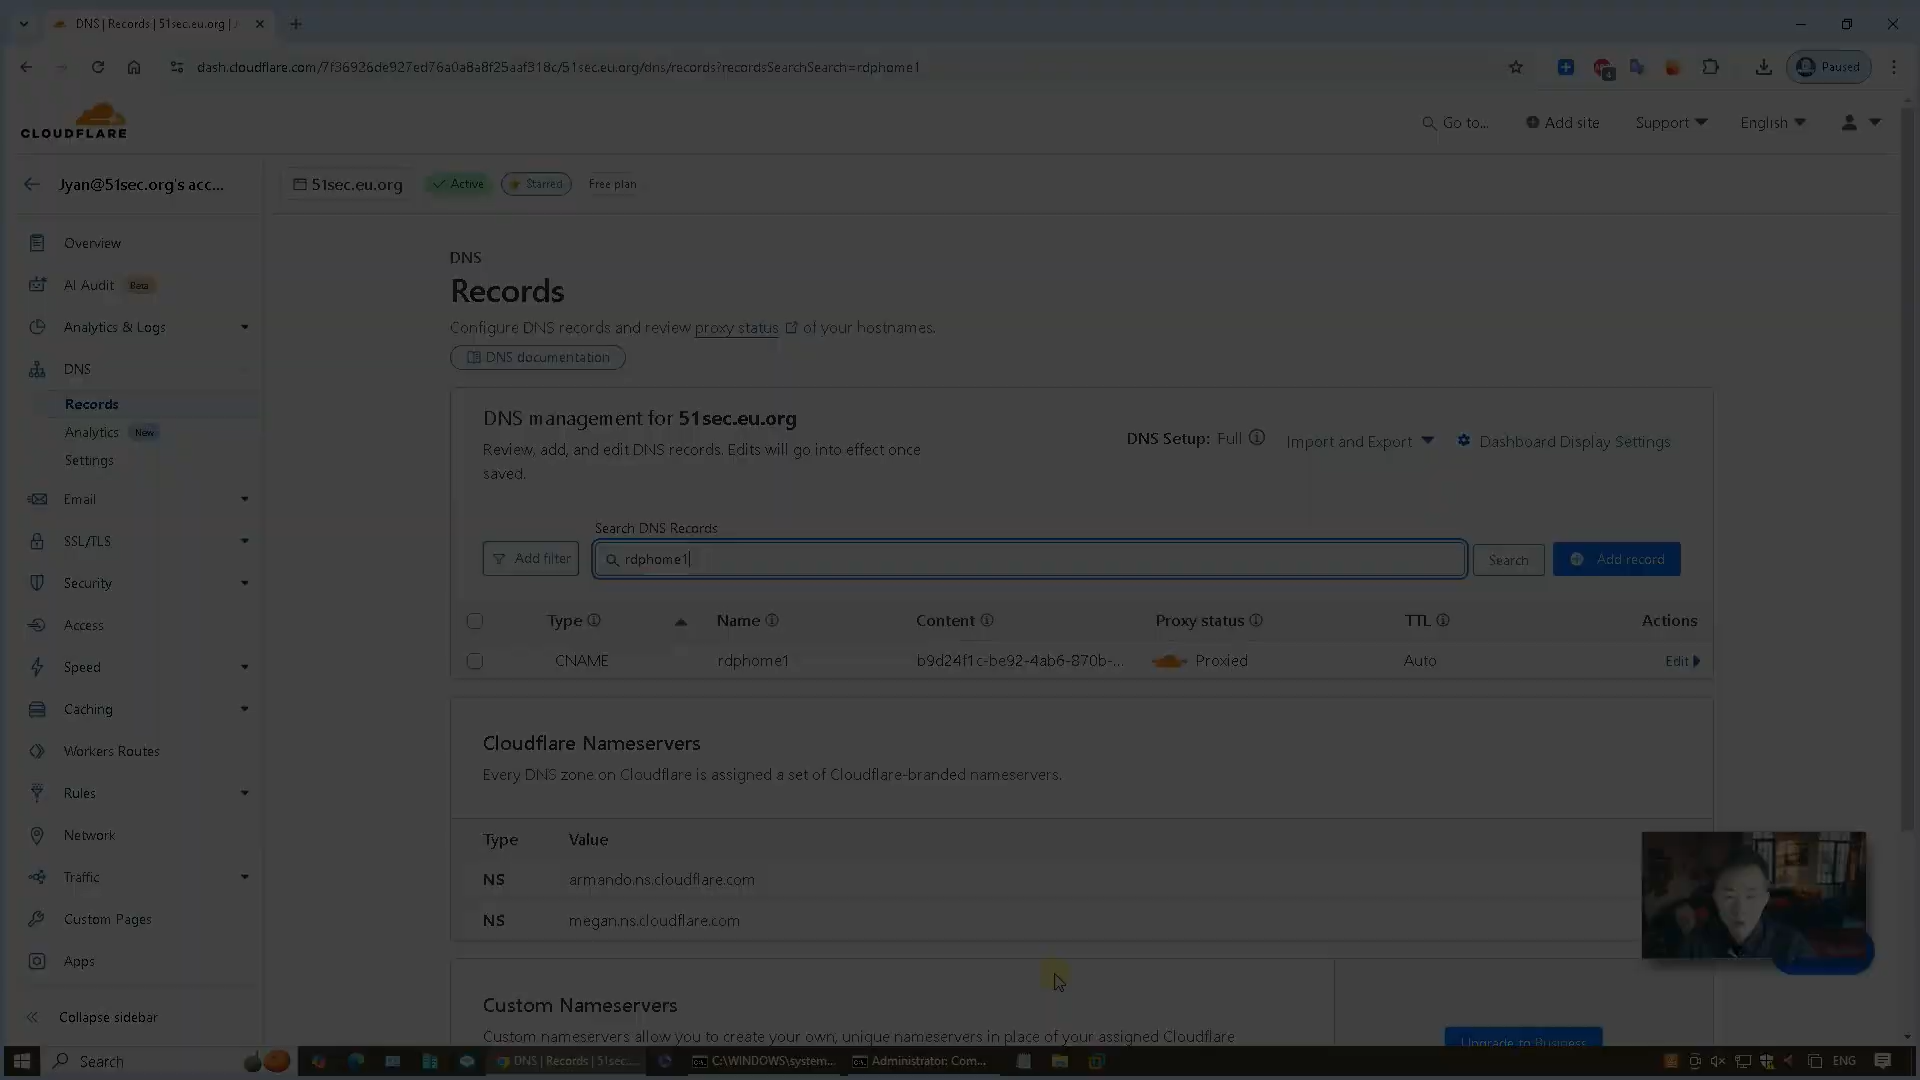 DNS | Records | 51sec.eu.org |
dash.cloudflare.com/7f36926de927ed76a0a8a8f25aaf318c/51sec.eu.org/dns/records?recordsSearchSearch=rdphome1
4
Paused
CLOUDFLARE
Go to...
Add site
Support
English
Jyan@51sec.org's acc...
51sec.eu.org
Active
Starred
Free plan
Overview
AI Audit Beta
Analytics & Logs
DNS
Records
Analytics New
Settings
Email
SSL/TLS
Security
Access
Speed
Caching
Workers Routes
Rules
Network
Traffic
Custom Pages
Apps
Collapse sidebar
DNS
Records
Configure DNS records and review proxy status of your hostnames.
DNS documentation
DNS management for 51sec.eu.org
Review, add, and edit DNS records. Edits will go into effect once
saved.
DNS Setup: Full
Import and Export
Dashboard Display Settings
Search DNS Records
Add filter
rdphome1
Search
Add record
Type Name Content Proxy status TTL Actions
CNAME rdphome1 b9d24f1c-be92-4ab6-870b-... Proxied Auto Edit
Cloudflare Nameservers
Every DNS zone on Cloudflare is assigned a set of Cloudflare-branded nameservers.
Type Value
NS armando.ns.cloudflare.com
NS megan.ns.cloudflare.com
Custom Nameservers
Custom nameservers allow you to create your own, unique nameservers in place of your assigned Cloudflare
Upgrade to Business
Search
DNS | Records | 51sec:...
C:\WINDOWS\system...
Administrator: Com...
ENG